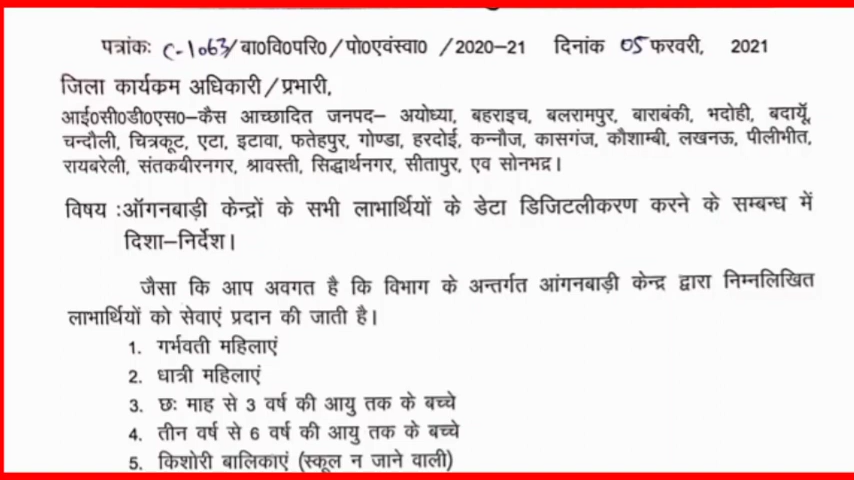 पत्रांकः C-1063/बा0वि0परि0/पो0एवंस्वा0 /2020-21 दिनांक 05 फरवरी, 2021
जिला कार्यक्रम अधिकारी/प्रभारी,
आई0सी0डी0एस0-कैस आच्छादित जनपद- अयोध्या, बहराइच, बलरामपुर, बाराबंकी, भदोही, बदायूँ,
चन्दौली, चित्रकूट, एटा, इटावा, फतेहपुर, गोण्डा, हरदोई, कन्नौज, कासगंज, कौशाम्बी, लखनऊ, पीलीभीत,
रायबरेली, संतकबीरनगर, श्रावस्ती, सिद्धार्थनगर, सीतापुर, एव सोनभद्र।
विषय :ऑगनबाड़ी केन्द्रों के सभी लाभार्थियों के डेटा डिजिटलीकरण करने के सम्बन्ध में
दिशा-निर्देश।
जैसा कि आप अवगत है कि विभाग के अन्तर्गत आंगनबाड़ी केन्द्र द्वारा निम्नलिखित
लाभार्थियों को सेवाएं प्रदान की जाती है।
1. गर्भवती महिलाएं
2. धात्री महिलाएं
3. छः माह से 3 वर्ष की आयु तक के बच्चे
4. तीन वर्ष से 6 वर्ष की आयु तक के बच्चे
5. किशोरी बालिकाएं (स्कूल न जाने वाली)